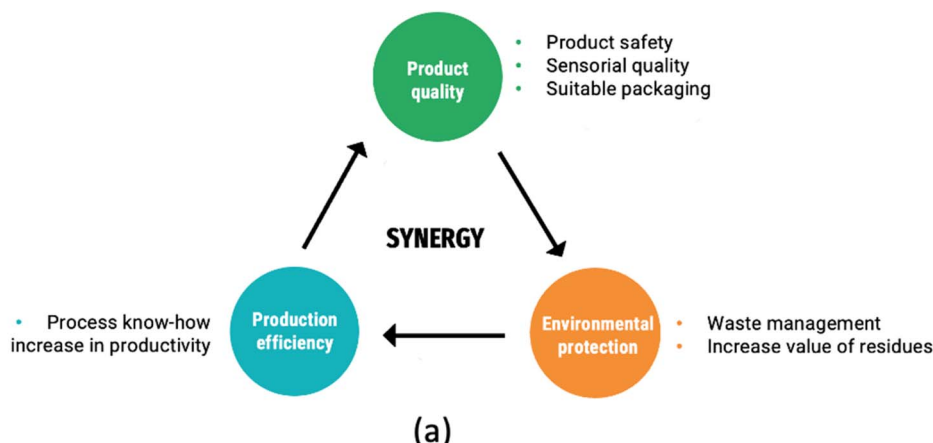 Product
quality
• Product safety
• Sensorial quality
• Suitable packaging
SYNERGY
• Process know-how
increase in productivity
Production
efficiency
Environmental
protection
• Waste management
• Increase value of residues
(a)